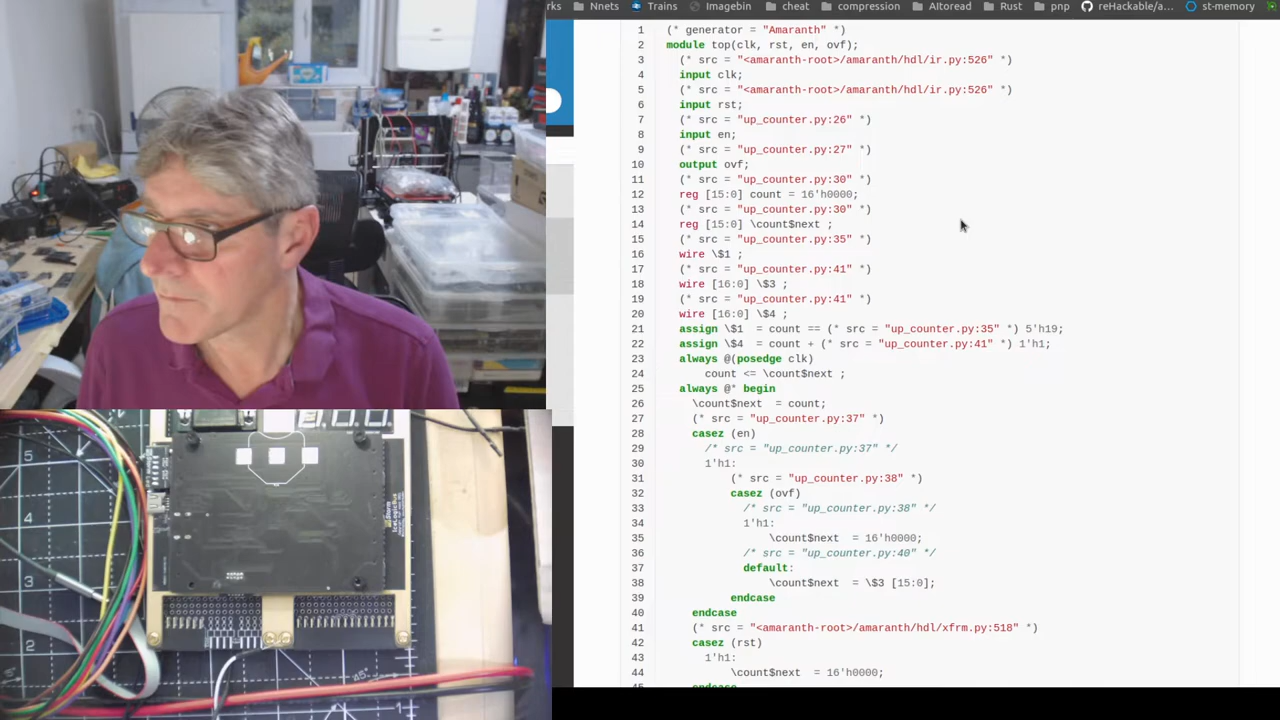 rks Nnets Trains Imagebin cheat compression AItoread Rust pnp reHackable/a... st-memory
1 (* generator = "Amaranth" *)
2 module top(clk, rst, en, ovf);
3 (* src = "<amaranth-root>/amaranth/hdl/ir.py:526" *)
4 input clk;
5 (* src = "<amaranth-root>/amaranth/hdl/ir.py:526" *)
6 input rst;
7 (* src = "up_counter.py:26" *)
8 input en;
9 (* src = "up_counter.py:27" *)
10 output ovf;
11 (* src = "up_counter.py:30" *)
12 reg [15:0] count = 16'h0000;
13 (* src = "up_counter.py:30" *)
14 reg [15:0] \count$next ;
15 (* src = "up_counter.py:35" *)
16 wire \$1 ;
17 (* src = "up_counter.py:41" *)
18 wire [16:0] \$3 ;
19 (* src = "up_counter.py:41" *)
20 wire [16:0] \$4 ;
21 assign \$1 = count == (* src = "up_counter.py:35" *) 5'h19;
22 assign \$4 = count + (* src = "up_counter.py:41" *) 1'h1;
23 always @(posedge clk)
24 count <= \count$next ;
25 always @* begin
26 \count$next = count;
27 (* src = "up_counter.py:37" *)
28 casez (en)
29 /* src = "up_counter.py:37" */
30 1'h1:
31 (* src = "up_counter.py:38" *)
32 casez (ovf)
33 /* src = "up_counter.py:38" */
34 1'h1:
35 \count$next = 16'h0000;
36 /* src = "up_counter.py:40" */
37 default:
38 \count$next = \$3 [15:0];
39 endcase
40 endcase
41 (* src = "<amaranth-root>/amaranth/hdl/xfrm.py:518" *)
42 casez (rst)
43 1'h1:
44 \count$next = 16'h0000;
45 endcase
5
4
3
2
1
45°